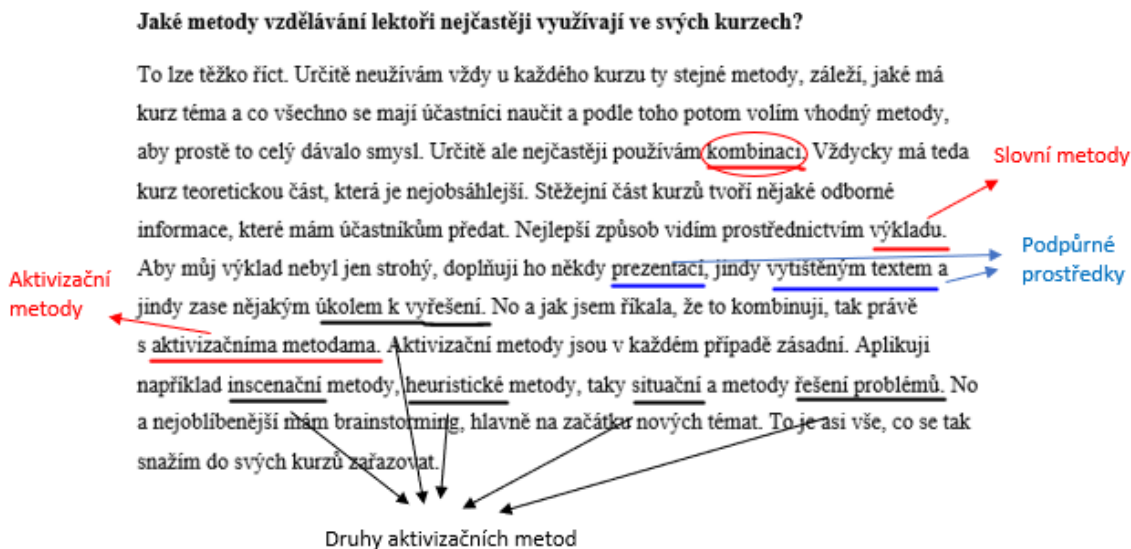 Jaké metody vzdělávání lektoři nejčastěji využívají ve svých kurzech?
To lze těžko říct. Určitě neužívám vždy u každého kurzu ty stejné metody, záleží, jaké má
kurz téma a co všechno se mají účastníci naučit a podle toho potom volím vhodný metody,
aby prostě to celý dávalo smysl. Určitě ale nejčastěji používám kombinaci. Vždycky má teda
kurz teoretickou část, která je nejobsáhlejší. Stěžejní část kurzů tvoří nějaké odborné
informace, které mám účastníkům předat. Nejlepší způsob vidím prostřednictvím výkladu.
Aby můj výklad nebyl jen strohý, doplňuji ho někdy prezentací, jindy vytištěným textem a
jindy zase nějakým úkolem k vyřešení. No a jak jsem říkala, že to kombinuji, tak právě
s aktivizačníma metodama. Aktivizační metody jsou v každém případě zásadní. Aplikuji
například inscenační metody, heuristické metody, taky situační a metody řešení problémů. No
a nejoblíbenější mám brainstorming, hlavně na začátku nových témat. To je asi vše, co se tak
snažím do svých kurzů zařazovat.
Slovní metody
Podpůrné
prostředky
Aktivizační
metody
Druhy aktivizačních metod